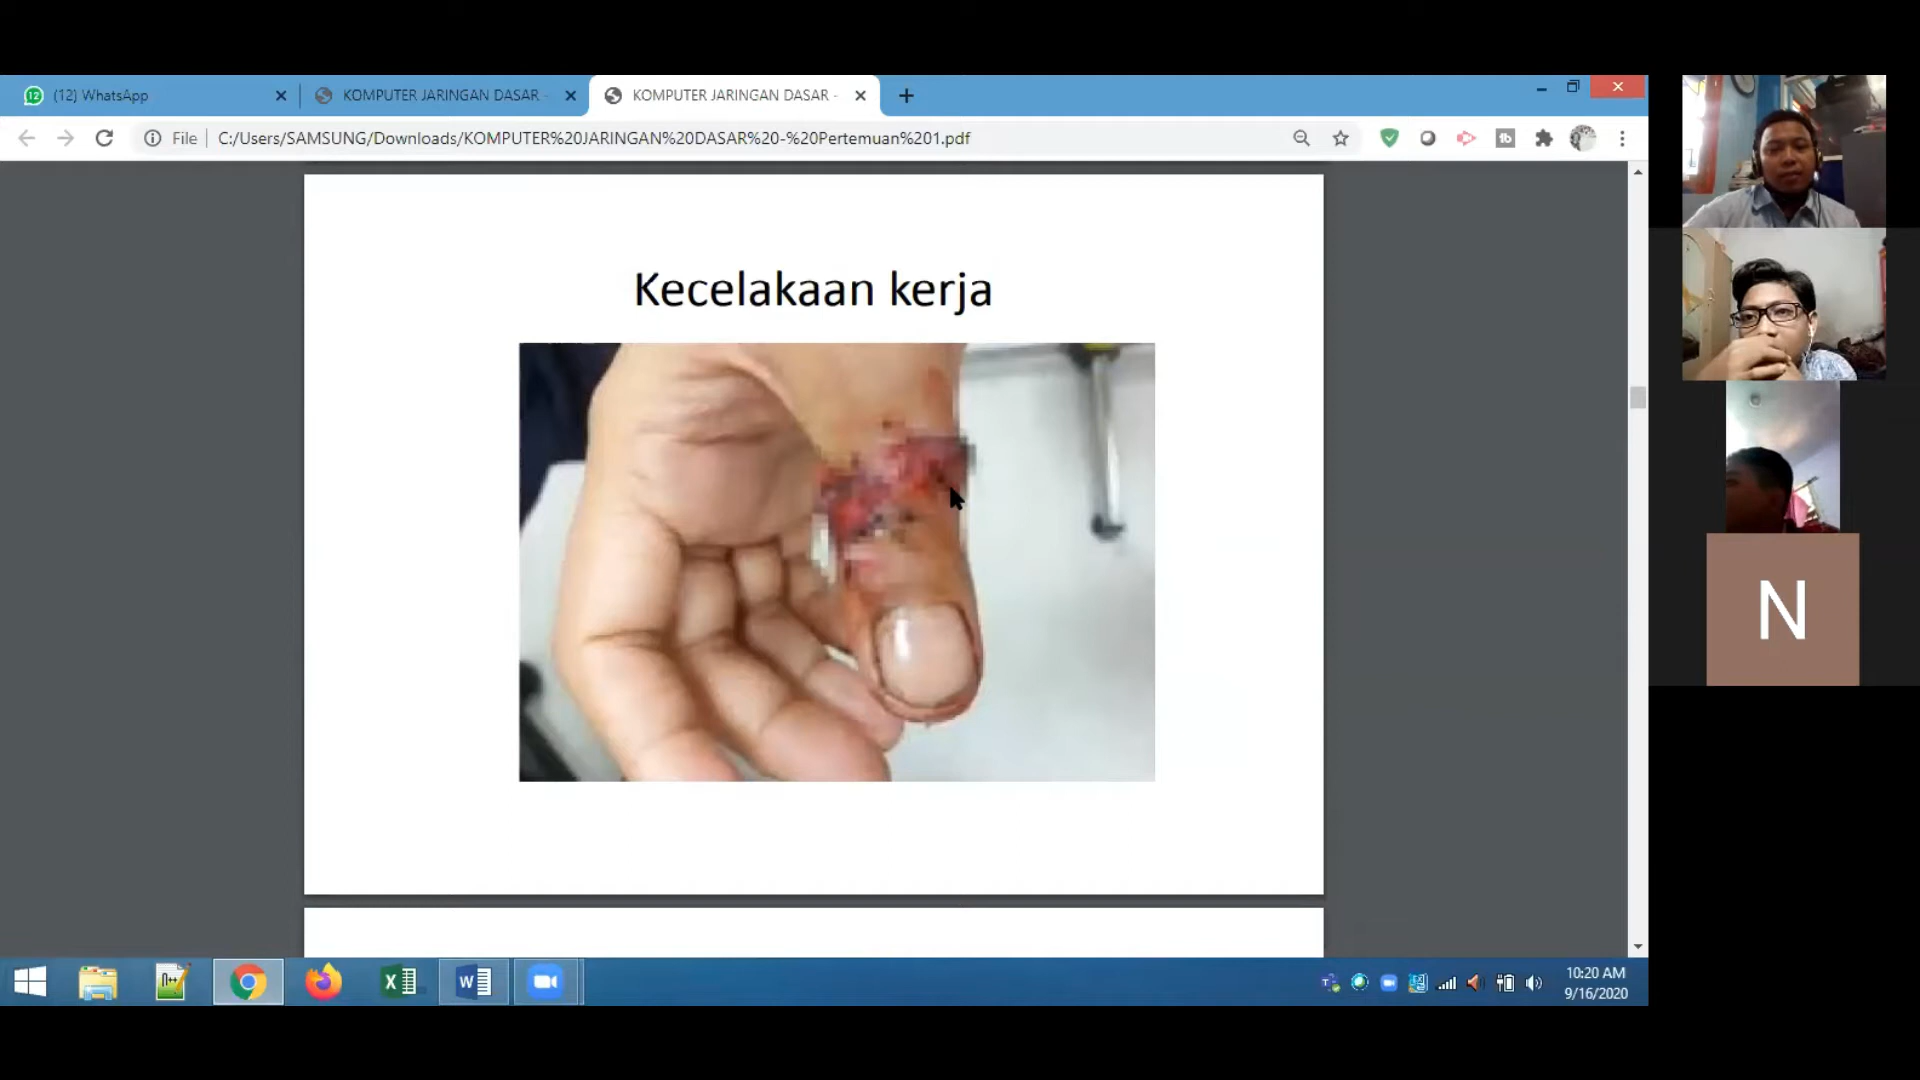 (12) WhatsApp
KOMPUTER JARINGAN DASAR -
KOMPUTER JARINGAN DASAR -
File
C:/Users/SAMSUNG/Downloads/KOMPUTER%20JARINGAN%20DASAR%20-%20Pertemuan%201.pdf
Kecelakaan kerja
N
10:20 AM
9/16/2020